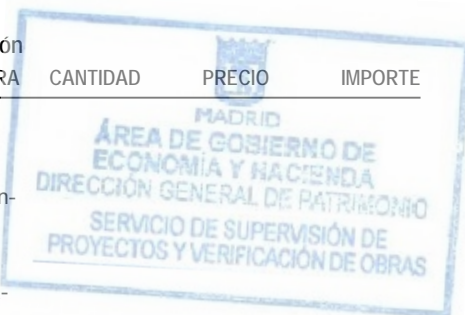 ón
RA CANTIDAD PRECIO IMPORTE
MADRID
ÁREA DE GOBIERNO DE
ECONOMÍA Y HACIENDA
DIRECCIÓN GENERAL DE PATRIMONIO
n-
SERVICIO DE SUPERVISIÓN DE
PROYECTOS Y VERIFICACIÓN DE OBRAS
-